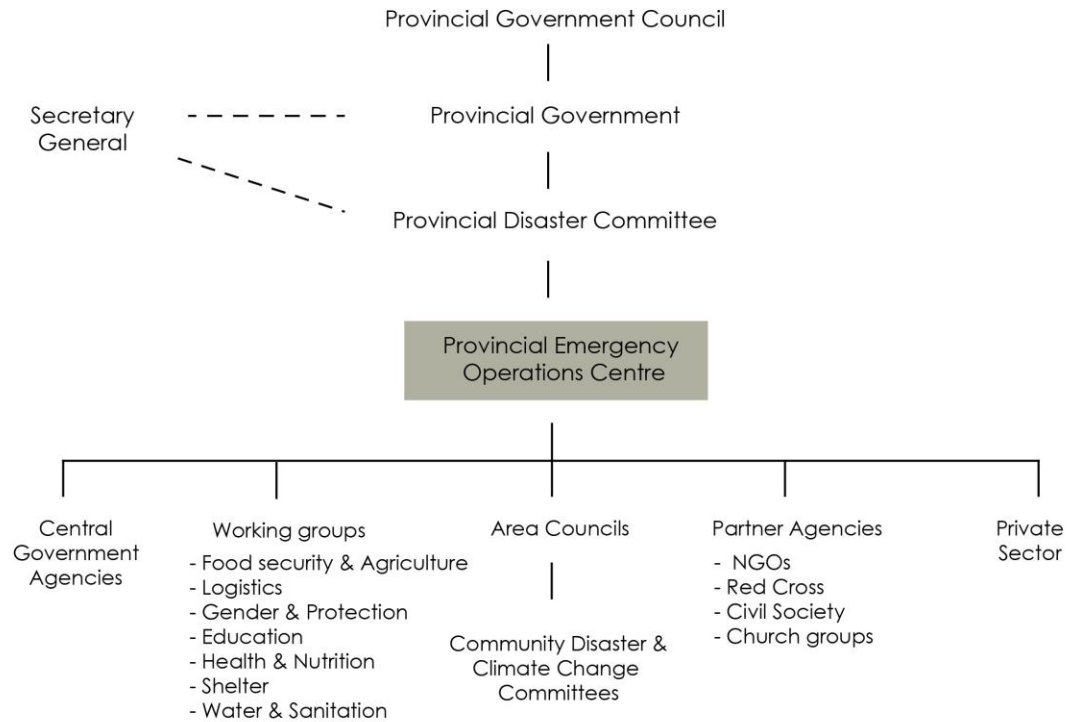 Provincial Government Council
Secretary
General
Provincial Government
Provincial Disaster Committee
Provincial Emergency
Operations Centre
Central
Government
Agencies
Working groups
- Food security & Agriculture
- Logistics
- Gender & Protection
- Education
- Health & Nutrition
- Shelter
- Water & Sanitation
Area Councils
Community Disaster &
Climate Change
Committees
Partner Agencies
- NGOs
- Red Cross
- Civil Society
- Church groups
Private
Sector